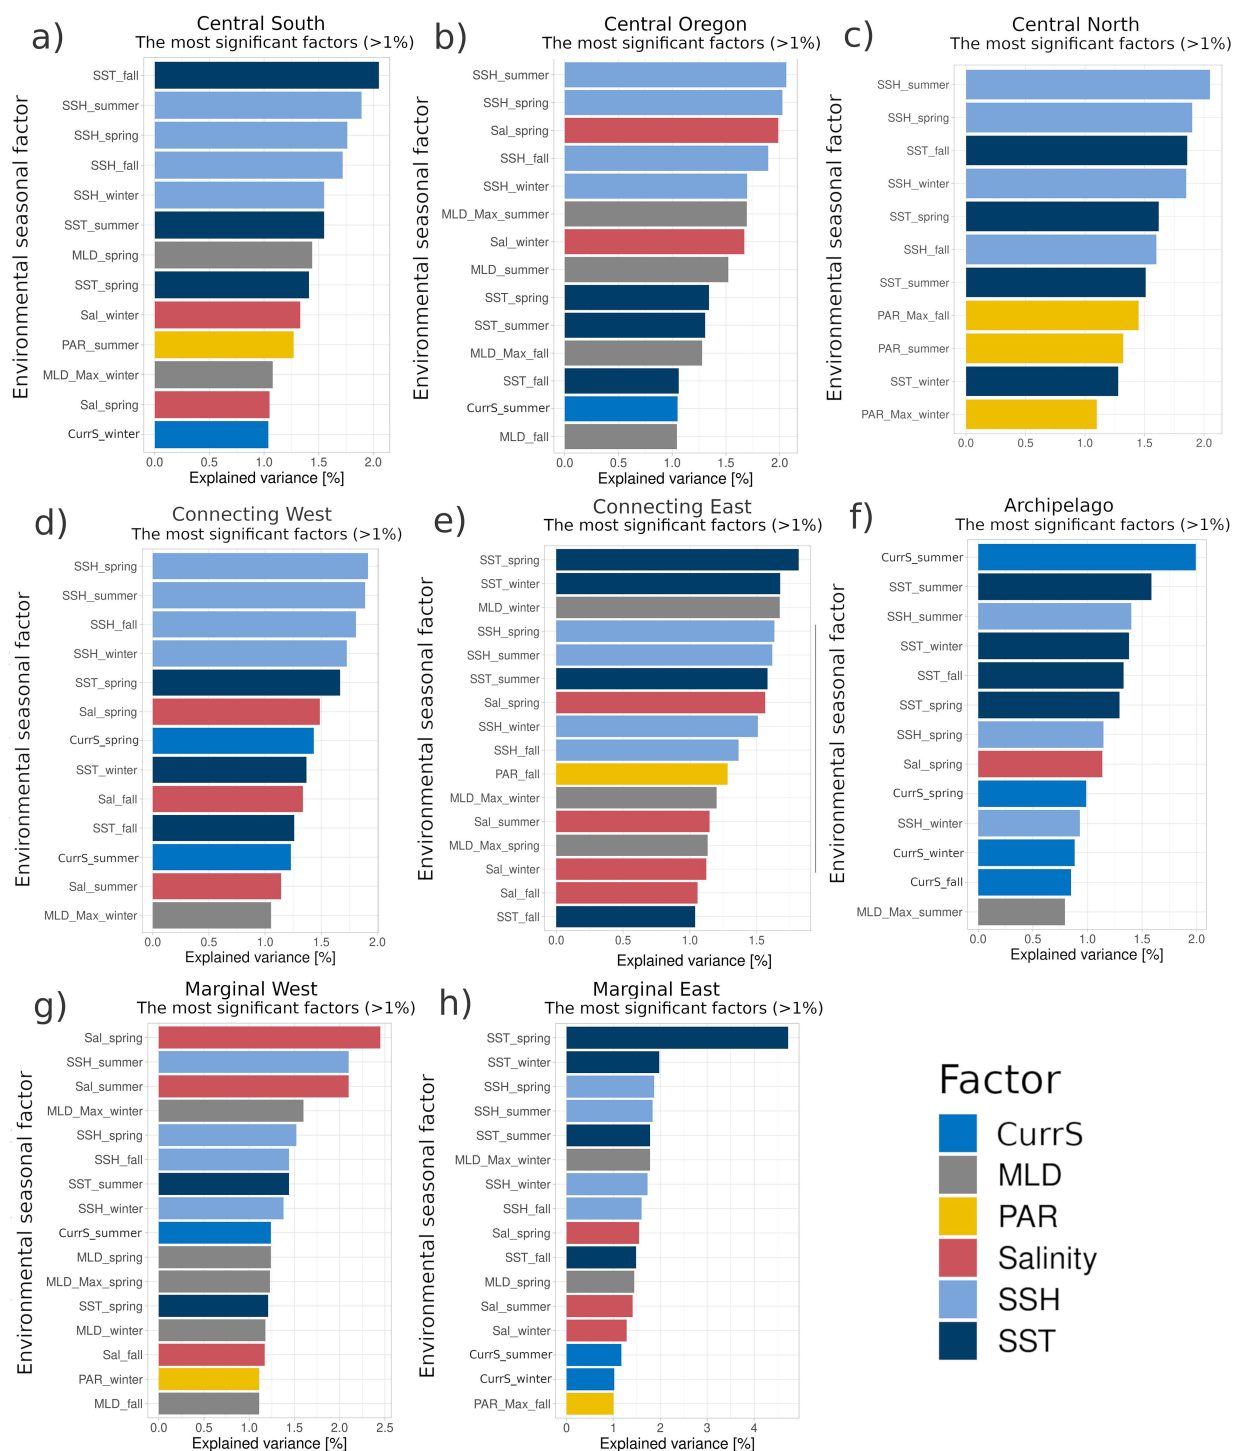 a)
Central South
The most significant factors (>1%)
Environmental seasonal factor
SST_fall
SSH_summer
SSH_spring
SSH_fall
SSH_winter
SST_summer
MLD_spring
SST_spring
Sal_winter
PAR_summer
MLD_Max_winter
Sal_spring
CurrS_winter
0.0 0.5 1.0 1.5 2.0
Explained variance [%]
b)
Central Oregon
The most significant factors (>1%)
Environmental seasonal factor
SSH_summer
SSH_spring
Sal_spring
SSH_fall
SSH_winter
MLD_Max_summer
Sal_winter
MLD_summer
SST_spring
SST_summer
MLD_Max_fall
SST_fall
CurrS_summer
MLD_fall
0.0 0.5 1.0 1.5 2.0
Explained variance [%]
c)
Central North
The most significant factors (>1%)
Environmental seasonal factor
SSH_summer
SSH_spring
SST_fall
SSH_winter
SST_spring
SSH_fall
SST_summer
PAR_Max_fall
PAR_summer
SST_winter
PAR_Max_winter
0.0 0.5 1.0 1.5 2.0
Explained variance [%]
d)
Connecting West
The most significant factors (>1%)
Environmental seasonal factor
SSH_spring
SSH_summer
SSH_fall
SSH_winter
SST_spring
Sal_spring
CurrS_spring
SST_winter
Sal_fall
SST_fall
CurrS_summer
Sal_summer
MLD_Max_winter
0.0 0.5 1.0 1.5 2.0
Explained variance [%]
e)
Connecting East
The most significant factors (>1%)
Environmental seasonal factor
SST_spring
SST_winter
MLD_winter
SSH_spring
SSH_summer
SST_summer
Sal_spring
SSH_winter
SSH_fall
PAR_fall
MLD_Max_winter
Sal_summer
MLD_Max_spring
Sal_winter
Sal_fall
SST_fall
0.0 0.5 1.0 1.5
Explained variance [%]
f)
Archipelago
The most significant factors (>1%)
Environmental seasonal factor
CurrS_summer
SST_summer
SSH_summer
SST_winter
SST_fall
SST_spring
SSH_spring
Sal_spring
CurrS_spring
SSH_winter
CurrS_winter
CurrS_fall
MLD_Max_summer
0.0 0.5 1.0 1.5 2.0
Explained variance [%]
g)
Marginal West
The most significant factors (>1%)
Environmental seasonal factor
Sal_spring
SSH_summer
Sal_summer
MLD_Max_winter
SSH_spring
SSH_fall
SST_summer
SSH_winter
CurrS_summer
MLD_spring
MLD_Max_spring
SST_spring
MLD_winter
Sal_fall
PAR_winter
MLD_fall
0.0 0.5 1.0 1.5 2.0 2.5
Explained variance [%]
h)
Marginal East
The most significant factors (>1%)
Environmental seasonal factor
SST_spring
SST_winter
SSH_spring
SSH_summer
SST_summer
MLD_Max_winter
SSH_winter
SSH_fall
Sal_spring
SST_fall
MLD_spring
Sal_summer
Sal_winter
CurrS_summer
CurrS_winter
PAR_Max_fall
0 1 2 3 4
Explained variance [%]
Factor
CurrS
MLD
PAR
Salinity
SSH
SST